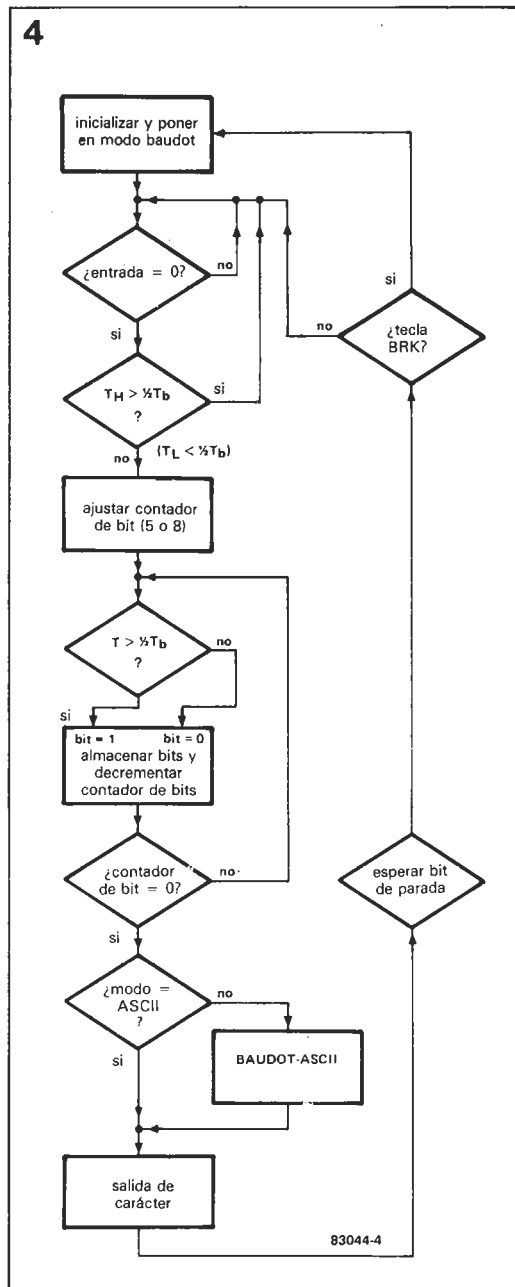 4
inicializar y poner
en modo baudot
¿entrada = 0?
no
si
T_H > ½T_b
?
si
no
(T_L < ½T_b)
ajustar contador
de bit (5 o 8)
T > ½T_b
?
no
si
bit = 1
bit = 0
almacenar bits y
decrementar
contador de bits
¿contador
de bit = 0?
no
si
¿modo =
ASCII
?
no
si
BAUDOT-ASCII
salida de
carácter
83044-4
esperar bit
de parada
¿tecla
BRK?
no
si